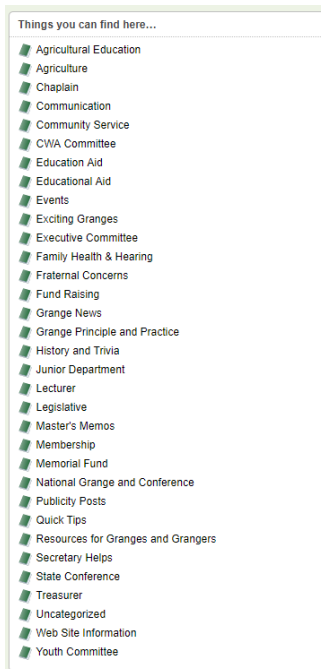 Things you can find here…
Agricultural Education
Agriculture
Chaplain
Communication
Community Service
CWA Committee
Education Aid
Educational Aid
Events
Exciting Granges
Executive Committee
Family Health & Hearing
Fraternal Concerns
Fund Raising
Grange News
Grange Principle and Practice
History and Trivia
Junior Department
Lecturer
Legislative
Master's Memos
Membership
Memorial Fund
National Grange and Conference
Publicity Posts
Quick Tips
Resources for Granges and Grangers
Secretary Helps
State Conference
Treasurer
Uncategorized
Web Site Information
Youth Committee